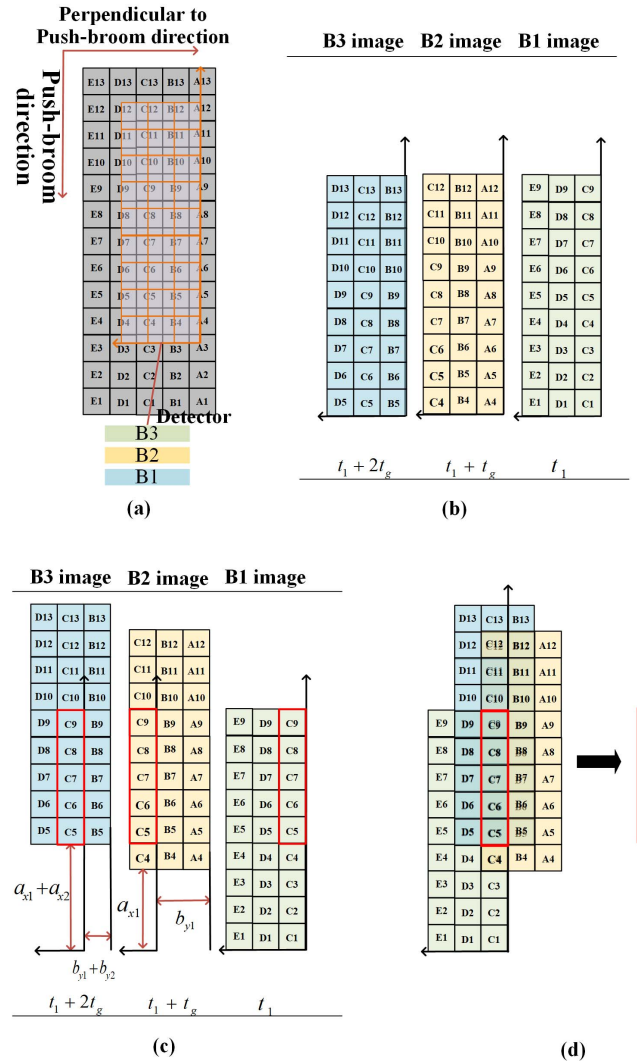 Perpendicular to
Push-broom direction
Push-broom
direction
E13 D13 C13 B13 A13
E12 D12 C12 B12 A12
E11 D11 C11 B11 A11
E10 D10 C10 B10 A10
E9 D9 C9 B9 A9
E8 D8 C8 B8 A8
E7 D7 C7 B7 A7
E6 D6 C6 B6 A6
E5 D5 C5 B5 A5
E4 D4 C4 B4 A4
E3 D3 C3 B3 A3
E2 D2 C2 B2 A2
E1 D1 C1 B1 A1
Detector
B3
B2
B1
(a)
B3 image B2 image B1 image
D13 C13 B13 C12 B12 A12 E9 D9 C9
D12 C12 B12 C11 B11 A11 E8 D8 C8
D11 C11 B11 C10 B10 A10 E7 D7 C7
D10 C10 B10 C9 B9 A9 E6 D6 C6
D9 C9 B9 C8 B8 A8 E5 D5 C5
D8 C8 B8 C7 B7 A7 E4 D4 C4
D7 C7 B7 C6 B6 A6 E3 D3 C3
D6 C6 B6 C5 B5 A5 E2 D2 C2
D5 C5 B5 C4 B4 A4 E1 D1 C1
t1 + 2tg t1 + tg t1
(b)
B3 image B2 image B1 image
D13 C13 B13
D12 C12 B12 C12 B12 A12
D11 C11 B11 C11 B11 A11
D10 C10 B10 C10 B10 A10
D9 C9 B9 C9 B9 A9 E9 D9 C9
D8 C8 B8 C8 B8 A8 E8 D8 C8
D7 C7 B7 C7 B7 A7 E7 D7 C7
D6 C6 B6 C6 B6 A6 E6 D6 C6
D5 C5 B5 C5 B5 A5 E5 D5 C5
C4 B4 A4 E4 D4 C4
E3 D3 C3
E2 D2 C2
E1 D1 C1
ax1+ax2 ax1 by1
by1+by2
t1 + 2tg t1 + tg t1
(c)
D13 C13 B13
D12 C12 B12 A12
D11 C11 B11 A11
D10 C10 B10 A10
E9 D9 C9 B9 A9
E8 D8 C8 B8 A8
E7 D7 C7 B7 A7
E6 D6 C6 B6 A6
E5 D5 C5 B5 A5
E4 D4 C4 B4 A4
E3 D3 C3
E2 D2 C2
E1 D1 C1
(d)